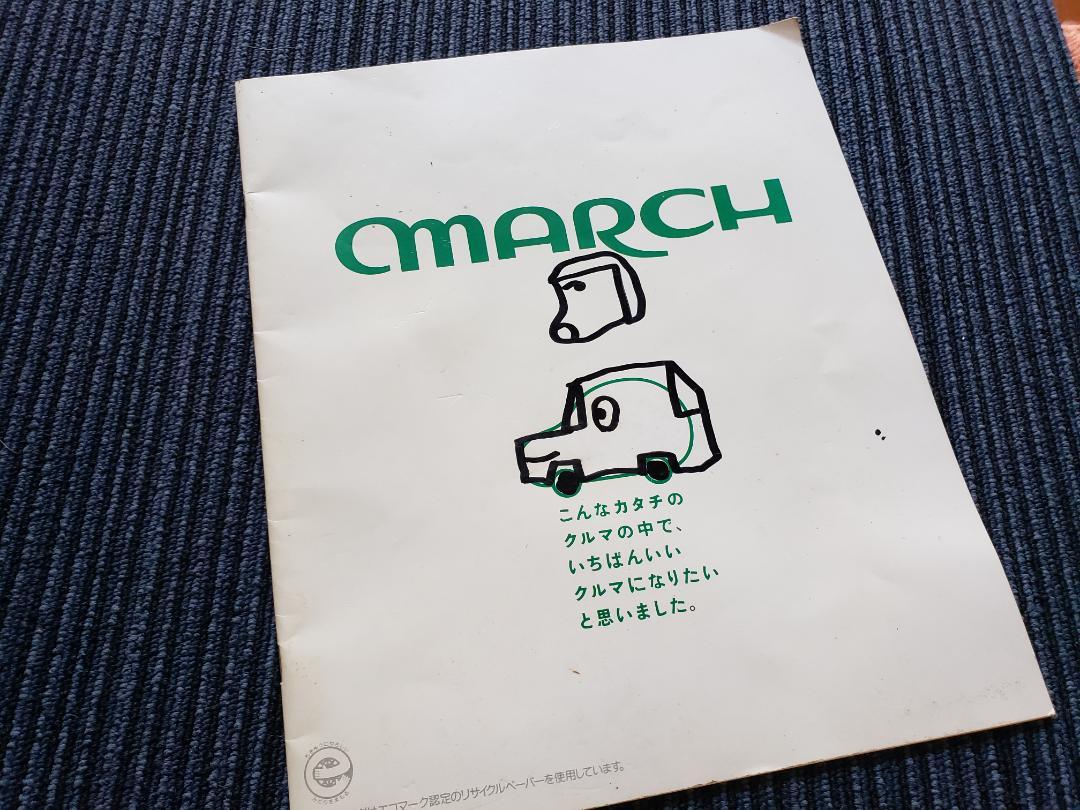 MARCH
こんなカタチの
クルマの中で、
いちばんいい
クルマになりたい
と思いました。
エコマーク認定のリサイクルペーパーを使用しています。